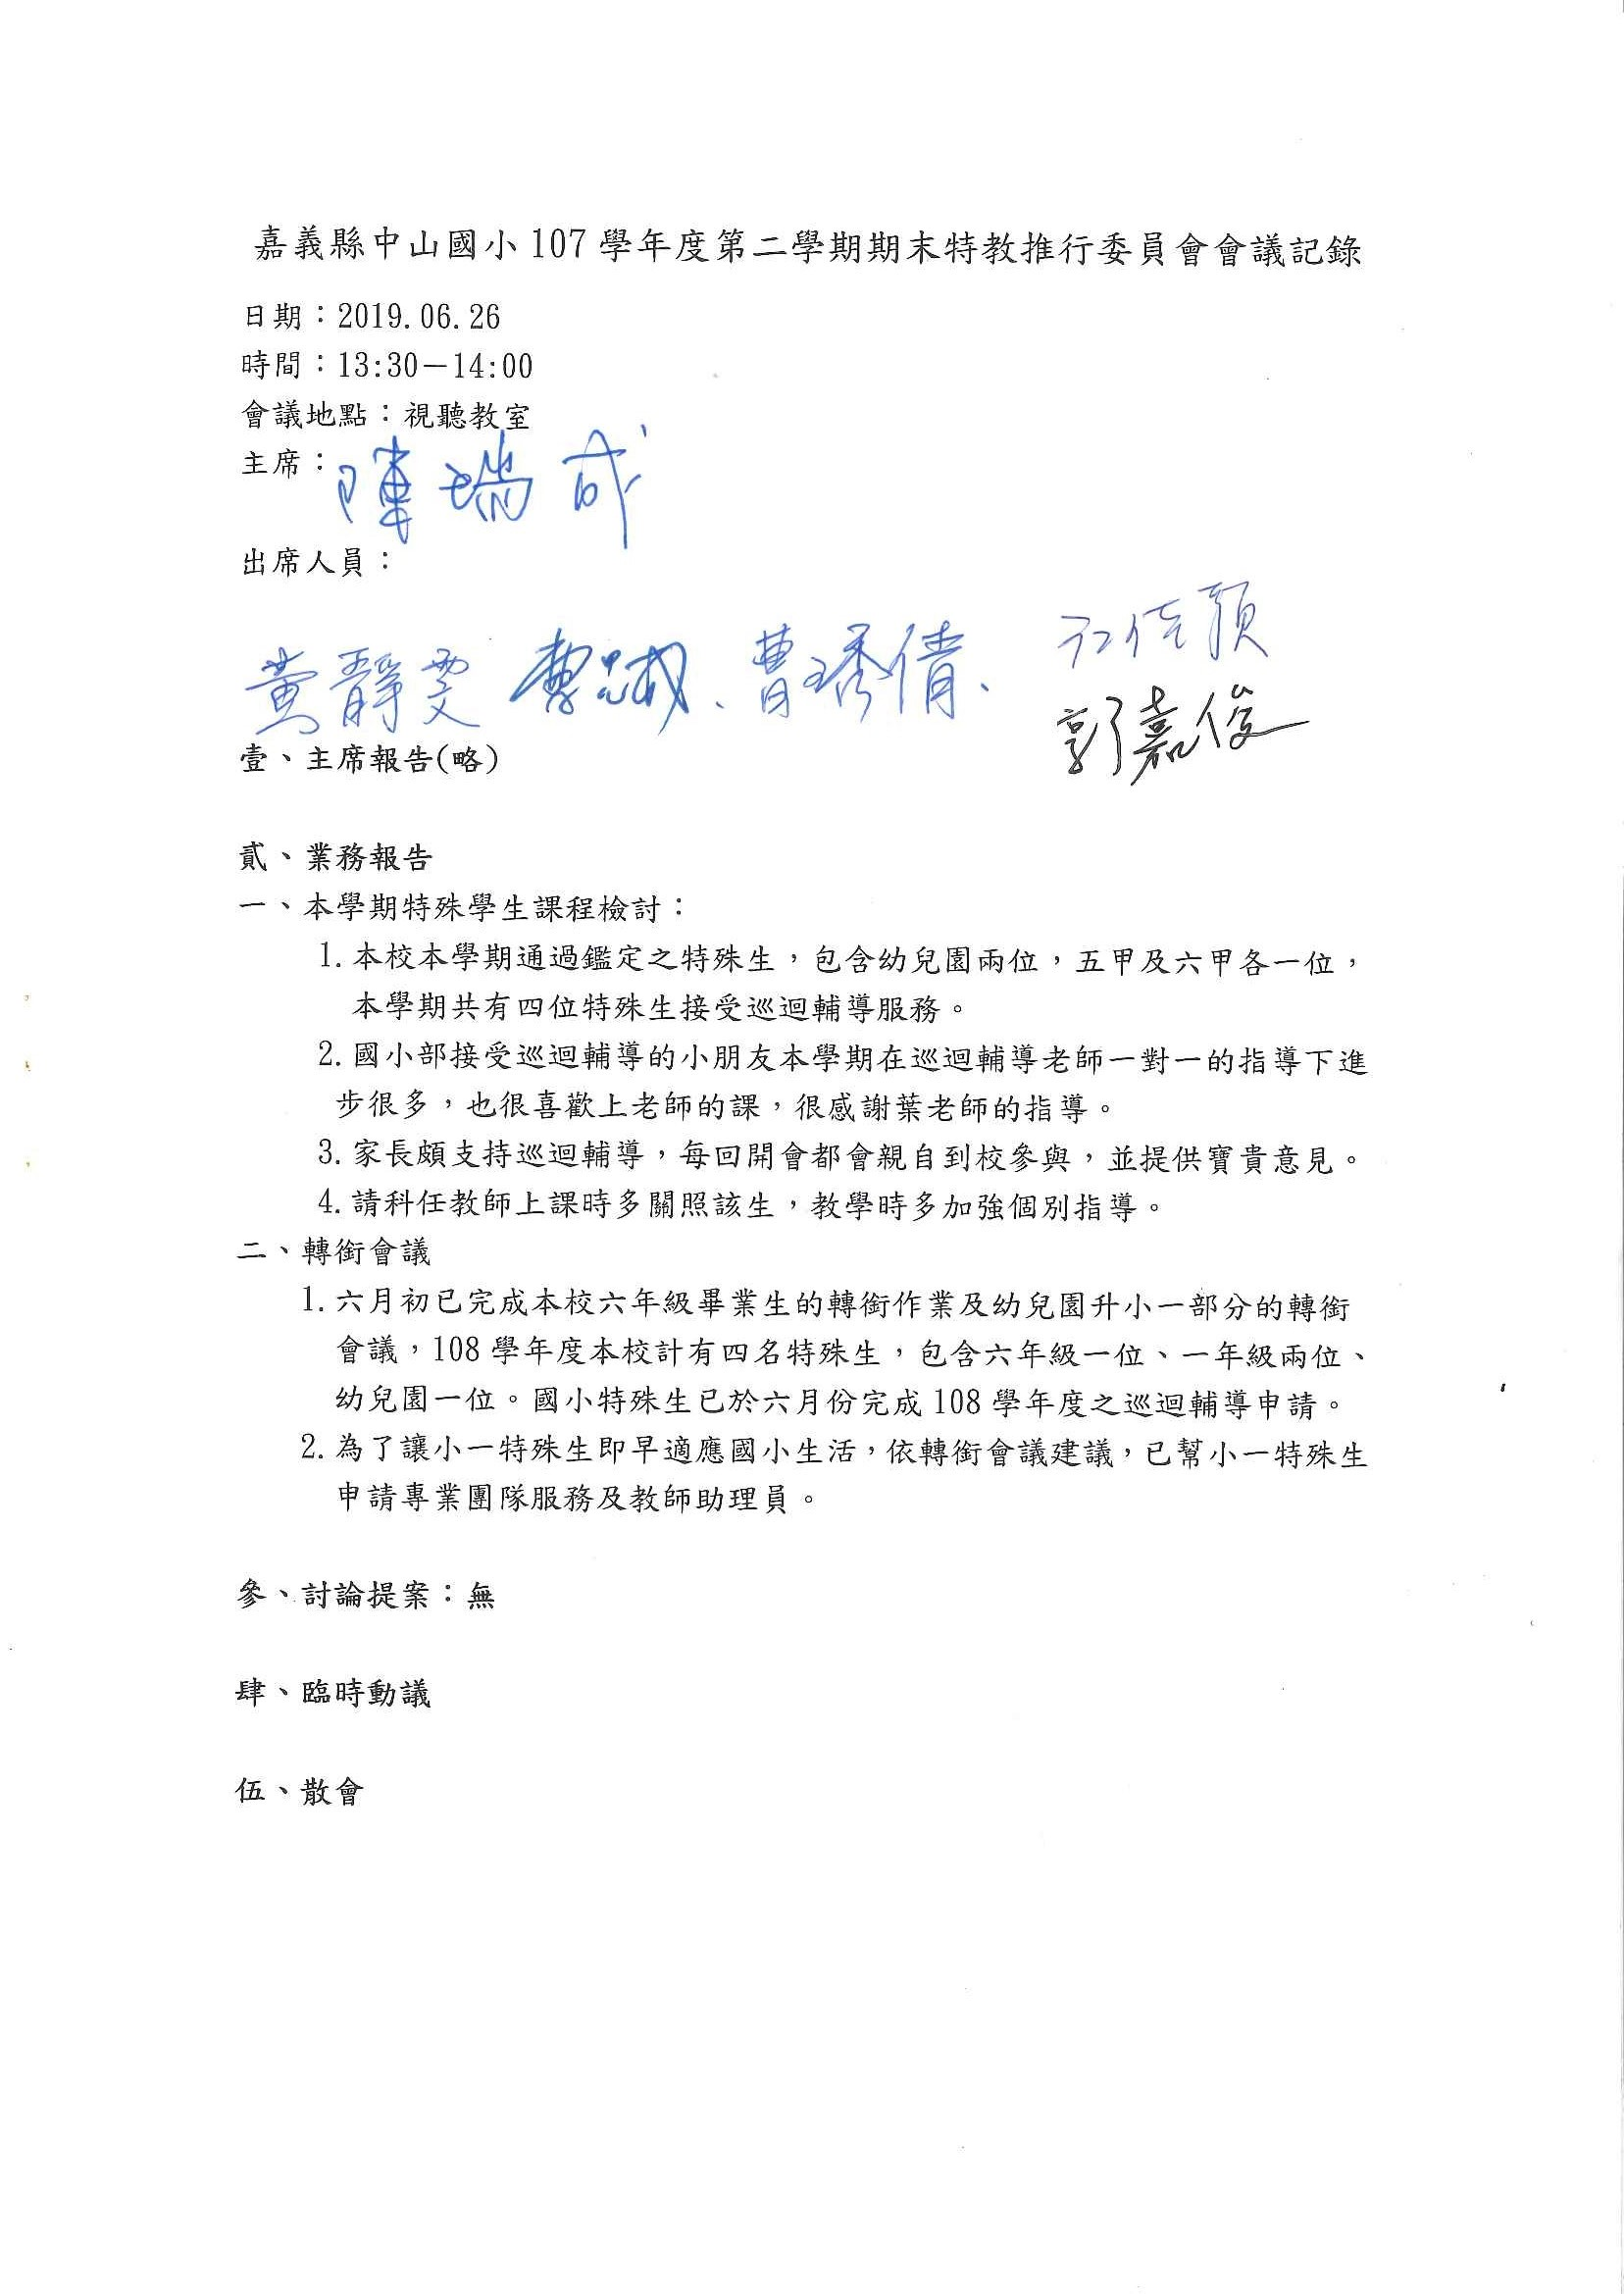 嘉義縣中山國小107學年度第二學期期末特教推行委員會會議記錄
日期：2019.06.26
時間：13:30－14:00
會議地點：視聽教室
主席：陳瑞成
出席人員：
黃靜雯 曹忠誠、曹琇倩、佳穎
郭嘉俊
壹、主席報告(略)
貳、業務報告
一、本學期特殊學生課程檢討：
1.本校本學期通過鑑定之特殊生，包含幼兒園兩位，五甲及六甲各一位，
本學期共有四位特殊生接受巡迴輔導服務。
2.國小部接受巡迴輔導的小朋友本學期在巡迴輔導老師一對一的指導下進
步很多，也很喜歡上老師的課，很感謝葉老師的指導。
3.家長頗支持巡迴輔導，每回開會都會親自到校參與，並提供寶貴意見。
4.請科任教師上課時多關照該生，教學時多加強個別指導。
二、轉銜會議
1.六月初已完成本校六年級畢業生的轉銜作業及幼兒園升小一部分的轉銜
會議，108學年度本校計有四名特殊生，包含六年級一位、一年級兩位、
幼兒園一位。國小特殊生已於六月份完成108學年度之巡迴輔導申請。
2.為了讓小一特殊生即早適應國小生活，依轉銜會議建議，已幫小一特殊生
申請專業團隊服務及教師助理員。
參、討論提案：無
肆、臨時動議
伍、散會